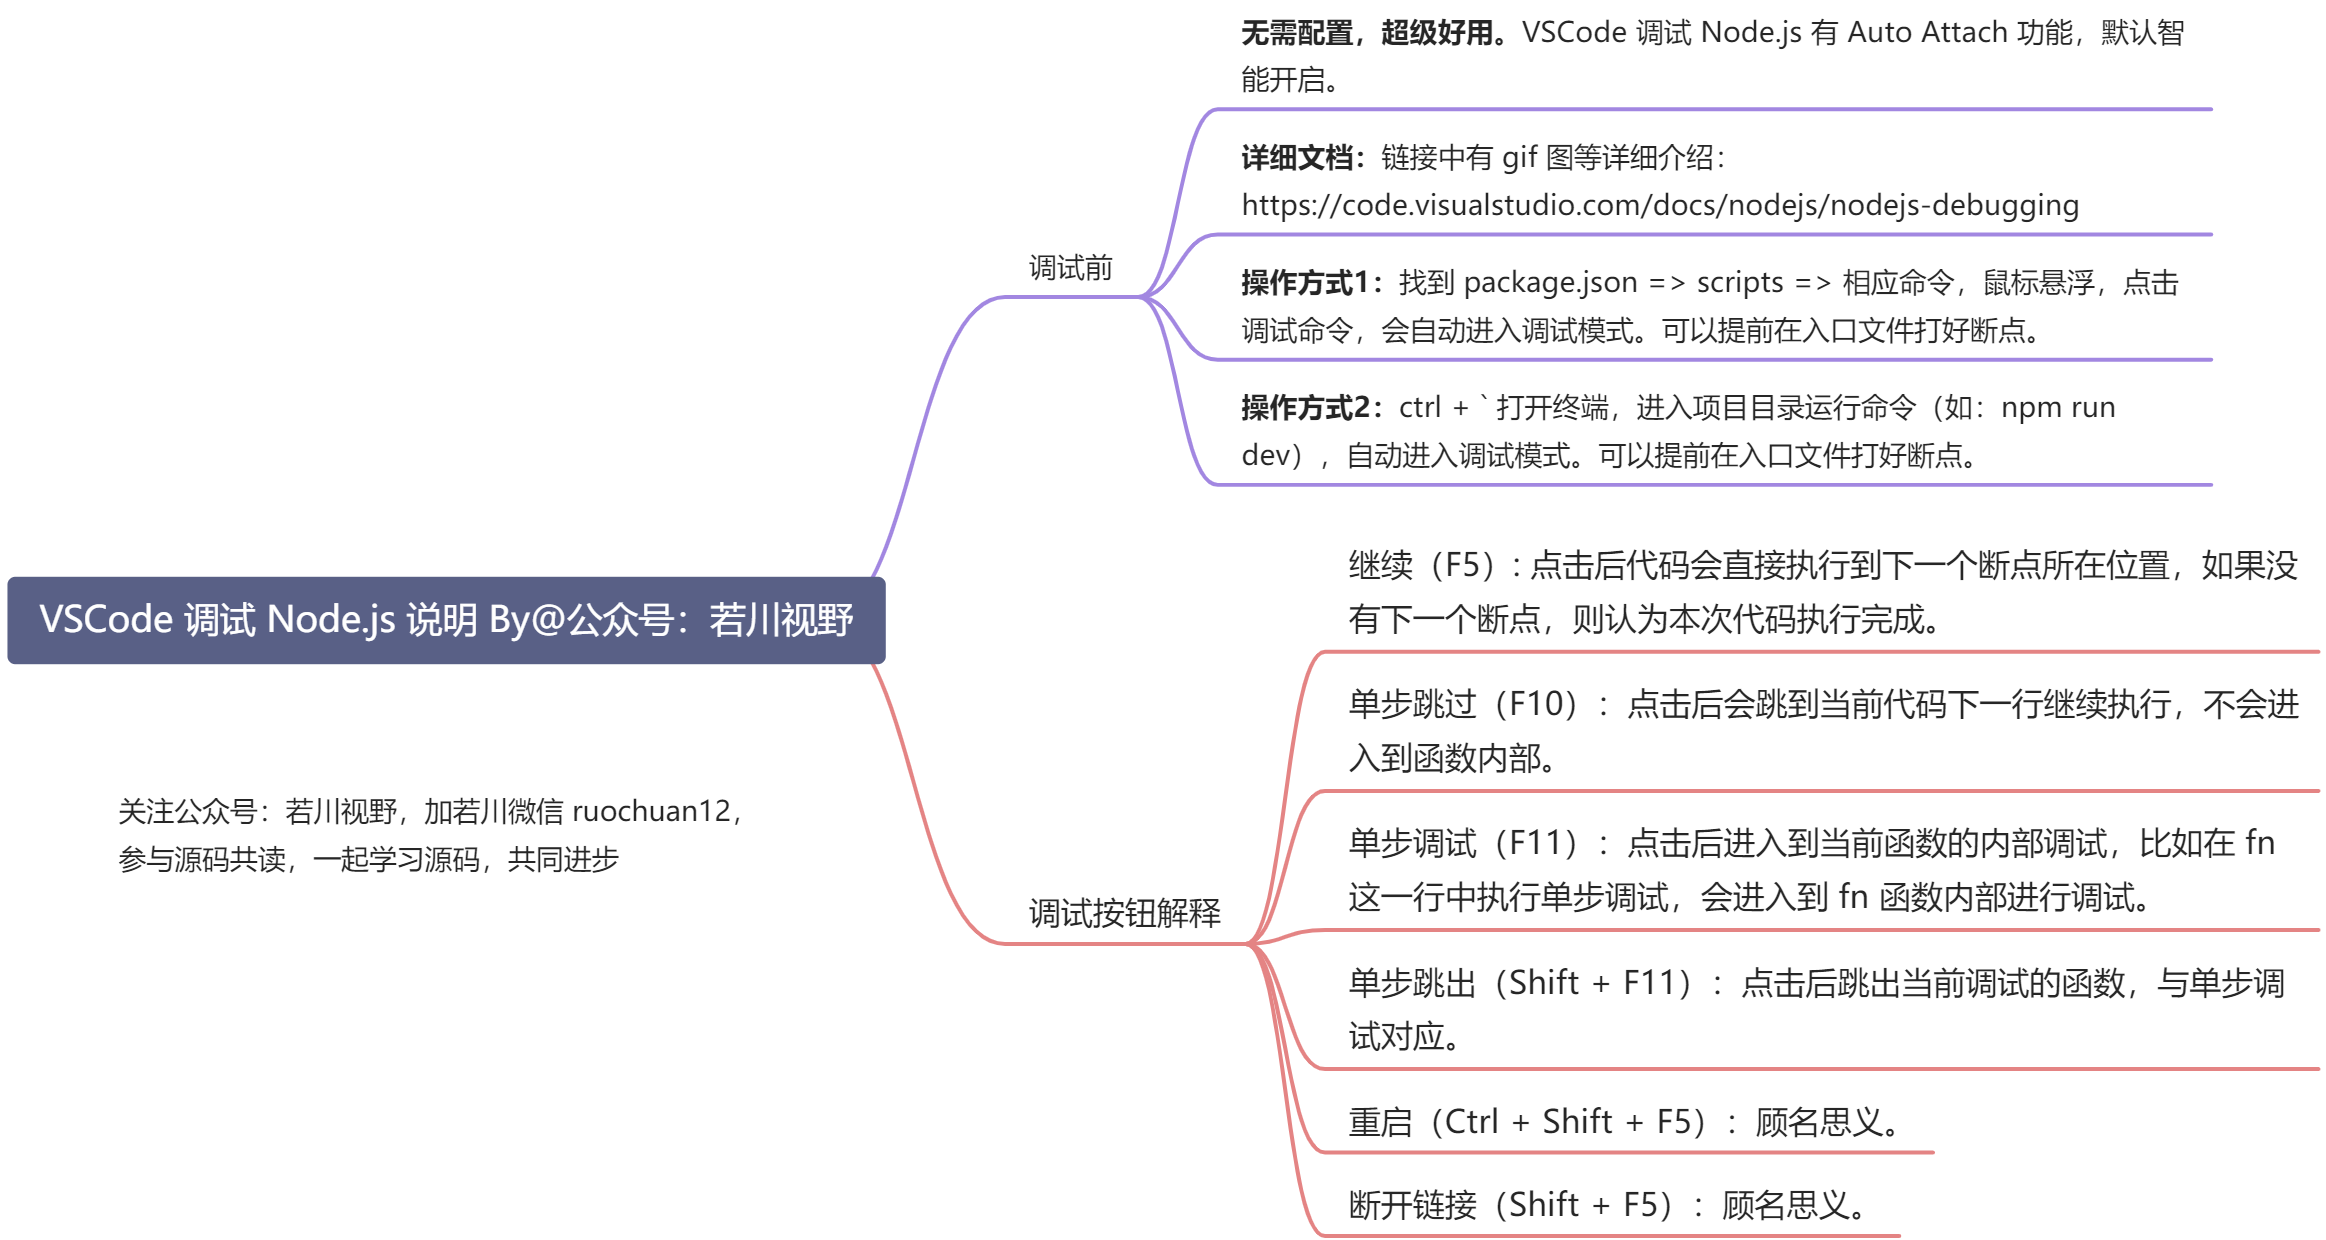 无需配置，超级好用。VSCode 调试 Node.js 有 Auto Attach 功能，默认智
能开启。
详细文档：链接中有 gif 图等详细介绍：
https://code.visualstudio.com/docs/nodejs/nodejs-debugging
调试前
操作方式1：找到 package.json => scripts => 相应命令，鼠标悬浮，点击
调试命令，会自动进入调试模式。可以提前在入口文件打好断点。
操作方式2：ctrl + ` 打开终端，进入项目目录运行命令（如：npm run
dev），自动进入调试模式。可以提前在入口文件打好断点。
VSCode 调试 Node.js 说明 By@公众号：若川视野
继续（F5）: 点击后代码会直接执行到下一个断点所在位置，如果没
有下一个断点，则认为本次代码执行完成。
单步跳过（F10）：点击后会跳到当前代码下一行继续执行，不会进
入到函数内部。
单步调试（F11）：点击后进入到当前函数的内部调试，比如在 fn
这一行中执行单步调试，会进入到 fn 函数内部进行调试。
调试按钮解释
单步跳出（Shift + F11）：点击后跳出当前调试的函数，与单步调
试对应。
重启（Ctrl + Shift + F5）：顾名思义。
断开链接（Shift + F5）：顾名思义。
关注公众号：若川视野，加若川微信 ruochuan12，
参与源码共读，一起学习源码，共同进步